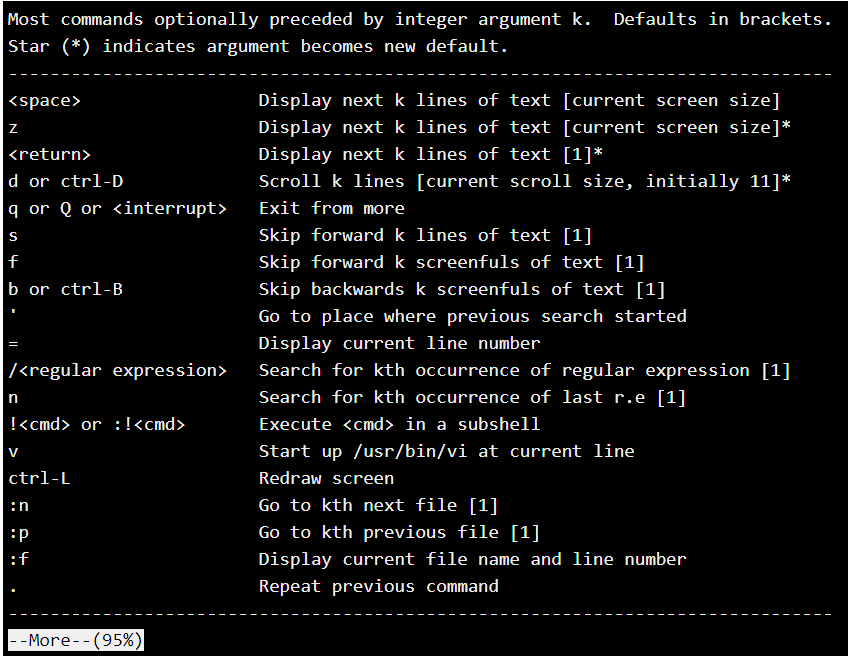 Most commands optionally preceded by integer argument k.  Defaults in brackets.
Star (*) indicates argument becomes new default.
-------------------------------------------------------------------------------
<space>                 Display next k lines of text [current screen size]
z                       Display next k lines of text [current screen size]*
<return>                Display next k lines of text [1]*
d or ctrl-D             Scroll k lines [current scroll size, initially 11]*
q or Q or <interrupt>   Exit from more
s                       Skip forward k lines of text [1]
f                       Skip forward k screenfuls of text [1]
b or ctrl-B             Skip backwards k screenfuls of text [1]
'                       Go to place where previous search started
=                       Display current line number
/<regular expression>   Search for kth occurrence of regular expression [1]
n                       Search for kth occurrence of last r.e [1]
!<cmd> or :!<cmd>       Execute <cmd> in a subshell
v                       Start up /usr/bin/vi at current line
ctrl-L                  Redraw screen
:n                      Go to kth next file [1]
:p                      Go to kth previous file [1]
:f                      Display current file name and line number
.                       Repeat previous command
-------------------------------------------------------------------------------
--More--(95%)